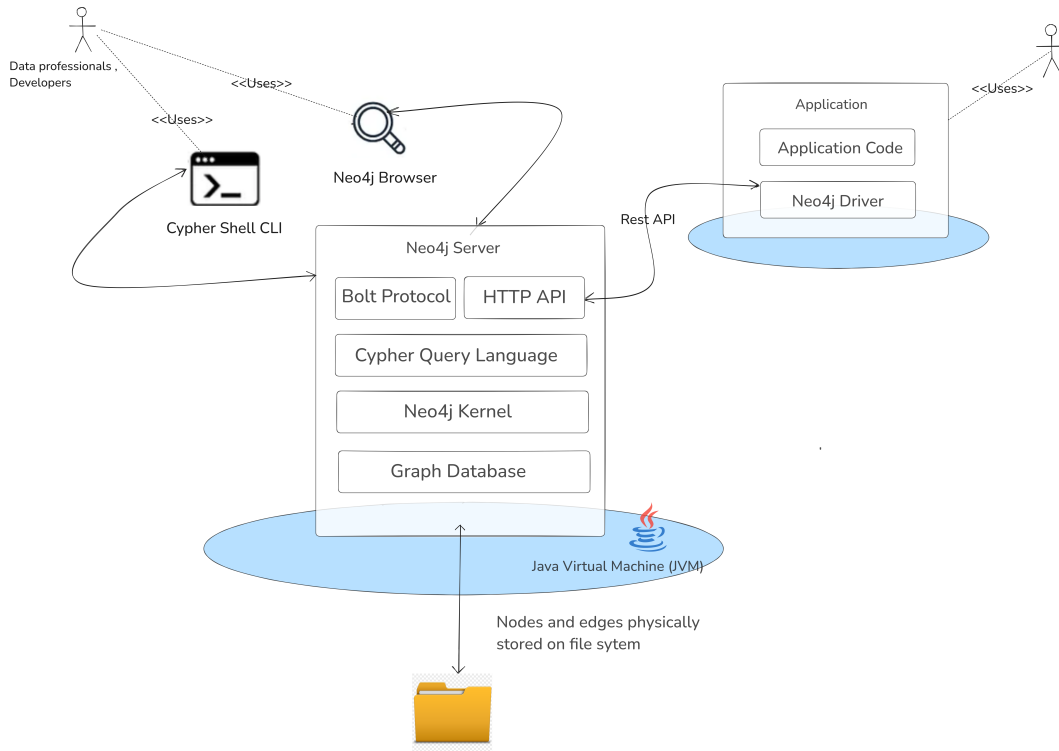 Data professionals ,
Developers
<<Uses>>
<<Uses>>
<<Uses>>
Application
Application Code
Neo4j Driver
Neo4j Browser
Cypher Shell CLI
Rest API
Neo4j Server
Bolt Protocol
HTTP API
Cypher Query Language
Neo4j Kernel
Graph Database
Java Virtual Machine (JVM)
Nodes and edges physically
stored on file sytem